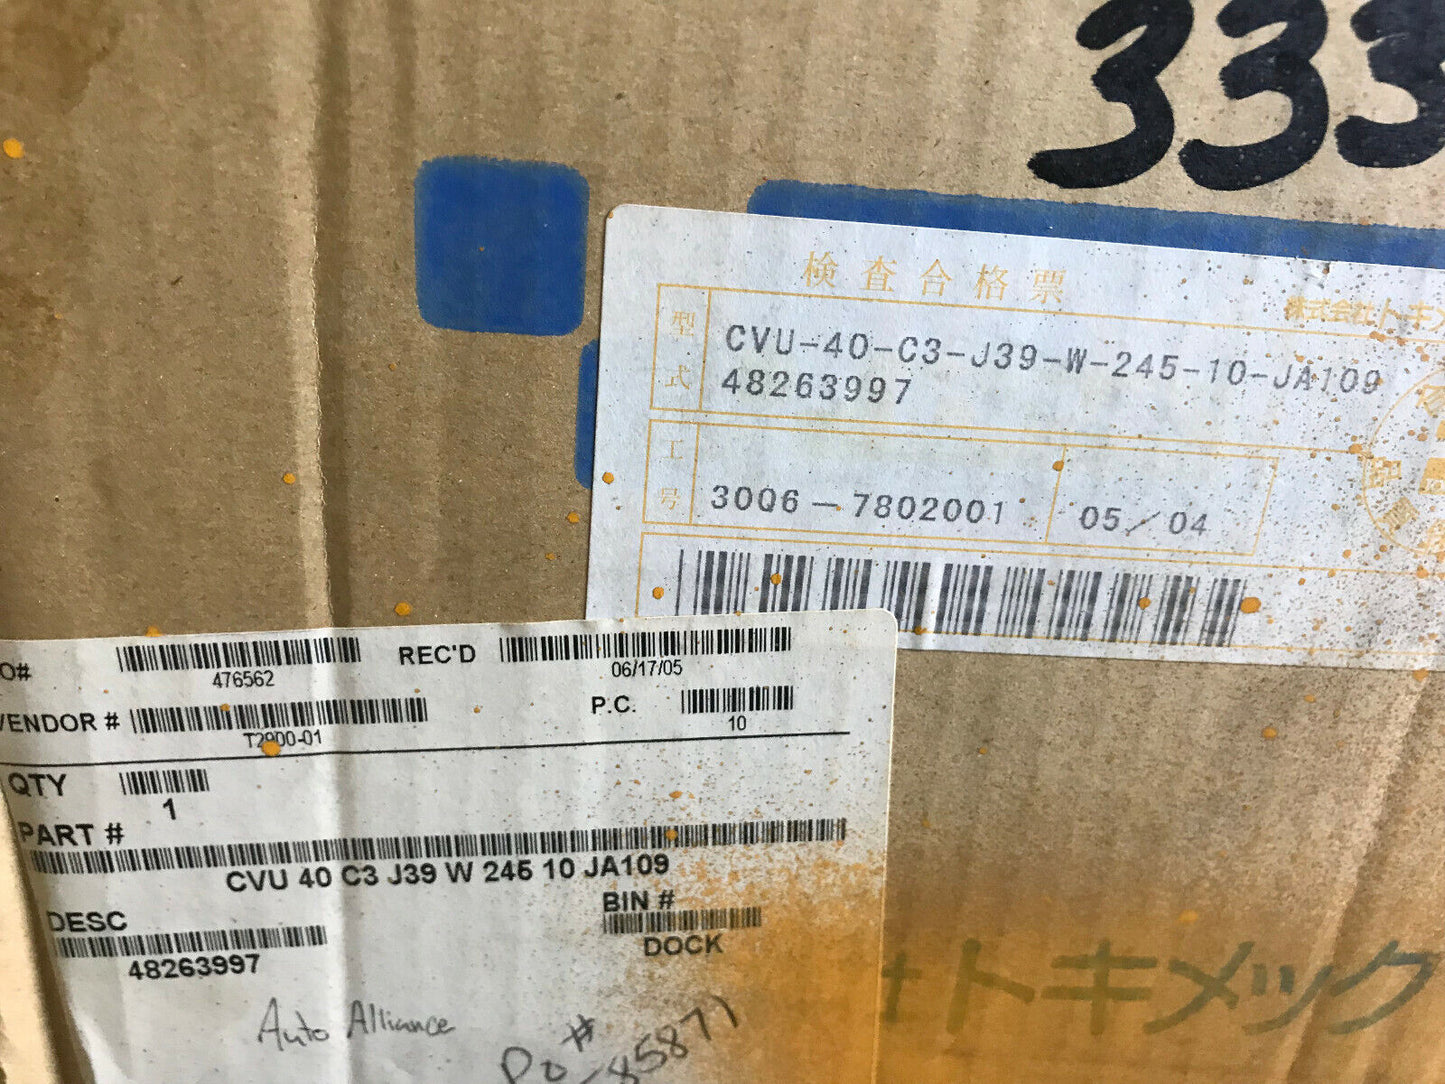 333
検査合格票
株式会社トキメ
型式
CVU-40-C3-J39-W-245-10-JA109
48263997
工号
3006-7802001
05/04
O#
476562
REC'D
06/17/05
VENDOR #
T2900-01
P.C.
10
QTY
1
PART #
CVU 40 C3 J39 W 245 10 JA109
DESC
48263997
BIN #
DOCK
Auto Alliance
PO#
85871
トキメック